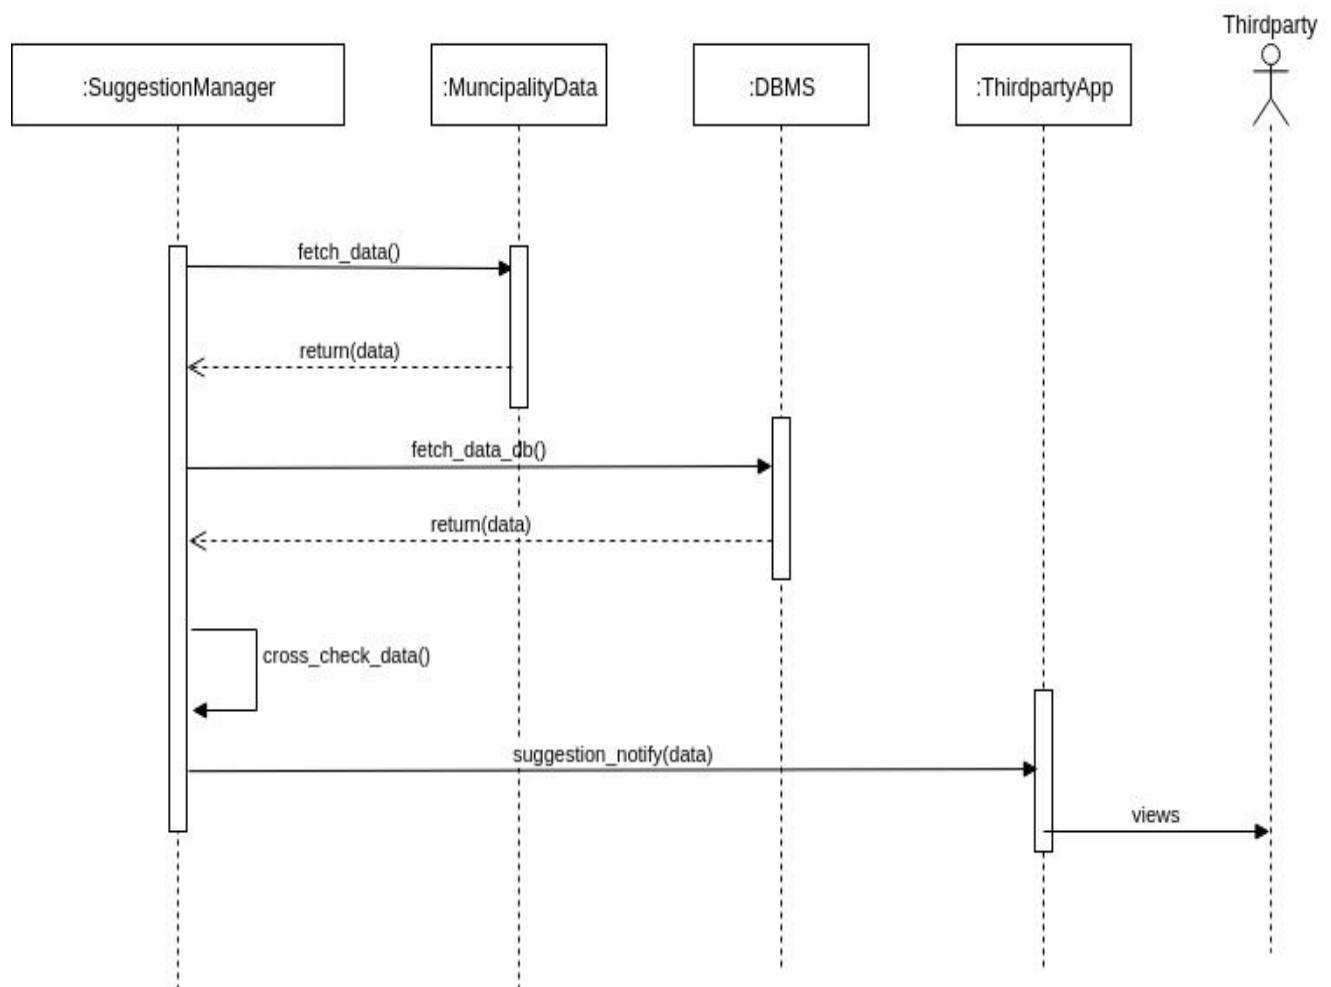 Thirdparty
:SuggestionManager
:MuncipalityData
:DBMS
:ThirdpartyApp
fetch_data()
return(data)
fetch_data_db()
return(data)
cross_check_data()
suggestion_notify(data)
views